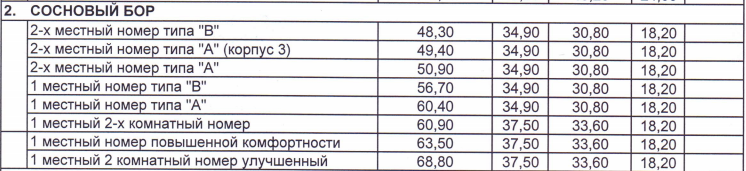 2. СОСНОВЫЙ БОР
2-х местный номер типа "В" 48,30 34,90 30,80 18,20
2-х местный номер типа "А" (корпус 3) 49,40 34,90 30,80 18,20
2-х местный номер типа "А" 50,90 34,90 30,80 18,20
1 местный номер типа "В" 56,70 34,90 30,80 18,20
1 местный номер типа "А" 60,40 34,90 30,80 18,20
1 местный 2-х комнатный номер 60,90 37,50 33,60 18,20
1 местный номер повышенной комфортности 63,50 37,50 33,60 18,20
1 местный 2 комнатный номер улучшенный 68,80 37,50 33,60 18,20